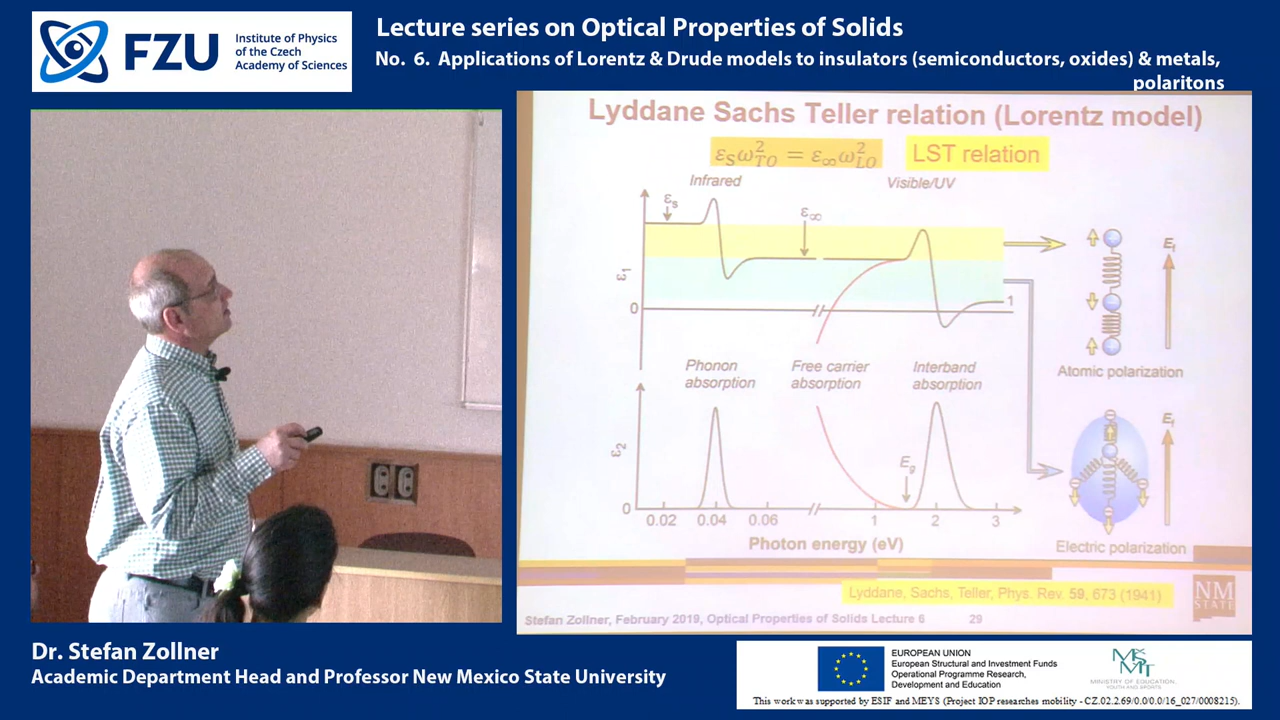 FZU
Institute of Physics
of the Czech
Academy of Sciences
Lecture series on Optical Properties of Solids
No. 6. Applications of Lorentz & Drude models to insulators (semiconductors, oxides) & metals,
polaritons
Lyddane Sachs Teller relation (Lorentz model)
εSω²TO = ε∞ω²LO
LST relation
Infrared
Visible/UV
εs
ε∞
ε1
0
1
Ef
Atomic polarization
Phonon
absorption
Free carrier
absorption
Interband
absorption
ε2
Eg
0
0.02 0.04 0.06 1 2 3
Photon energy (eV)
Ef
Electric polarization
Lyddane, Sachs, Teller, Phys. Rev. 59, 673 (1941)
NM
STATE
Stefan Zollner, February 2019, Optical Properties of Solids Lecture 6 29
Dr. Stefan Zollner
Academic Department Head and Professor New Mexico State University
EUROPEAN UNION
European Structural and Investment Funds
Operational Programme Research,
Development and Education
MINISTRY OF EDUCATION,
YOUTH AND SPORTS
This work was supported by ESIF and MEYS (Project IOP researches mobility - CZ.02.2.69/0.0/0.0/16_027/0008215).